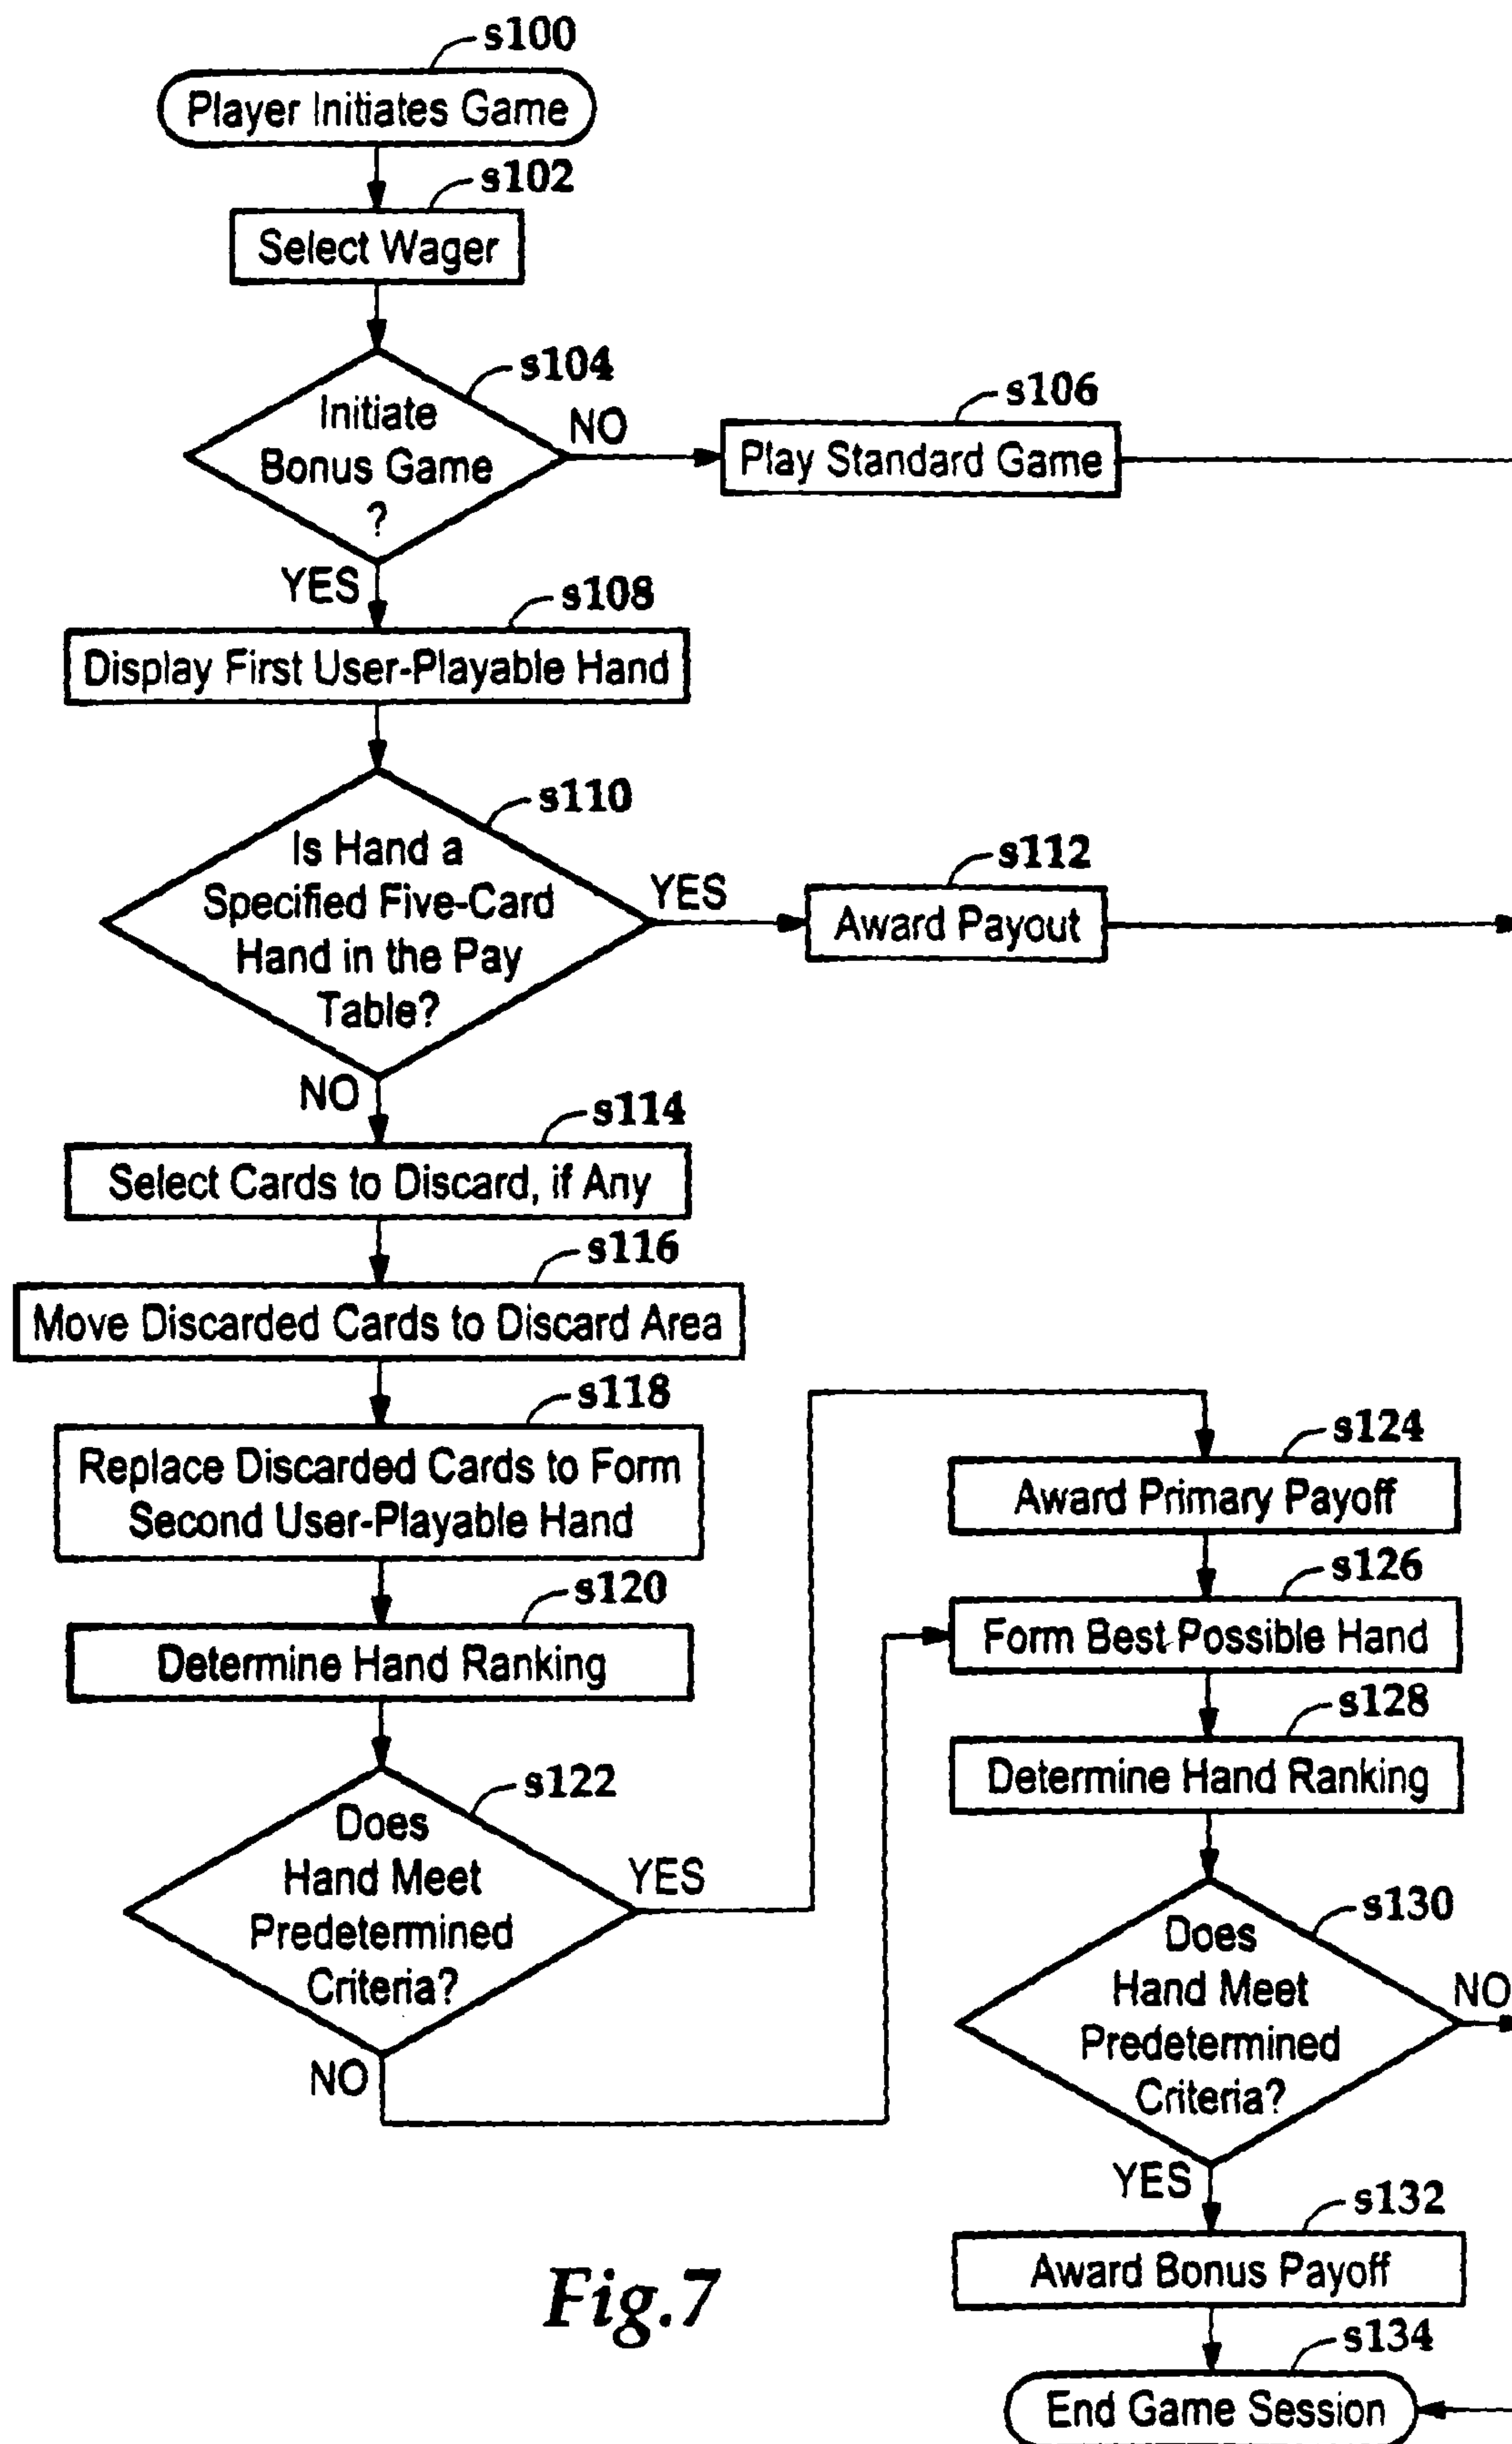 s100
Player Initiates Game
s102
Select Wager
s104
Initiate
Bonus Game
?
NO
s106
Play Standard Game
YES
s108
Display First User-Playable Hand
s110
Is Hand a
Specified Five-Card
Hand in the Pay
Table?
YES
s112
Award Payout
NO
s114
Select Cards to Discard, if Any
s116
Move Discarded Cards to Discard Area
s118
Replace Discarded Cards to Form
Second User-Playable Hand
s120
Determine Hand Ranking
s122
Does
Hand Meet
Predetermined
Criteria?
YES
NO
s124
Award Primary Payoff
s126
Form Best Possible Hand
s128
Determine Hand Ranking
s130
Does
Hand Meet
Predetermined
Criteria?
NO
YES
s132
Award Bonus Payoff
s134
End Game Session
Fig.7